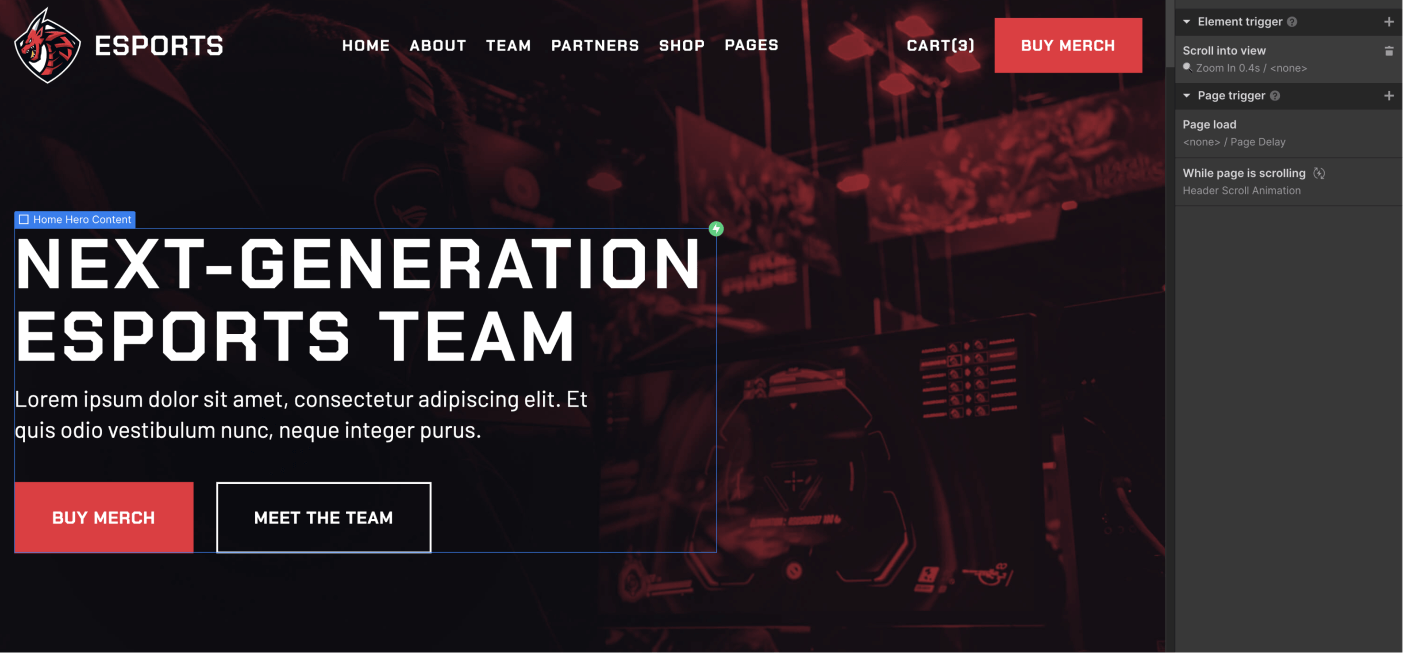 ESPORTS
HOME ABOUT TEAM PARTNERS SHOP PAGES
CART(3)
BUY MERCH
Home Hero Content
NEXT-GENERATION
ESPORTS TEAM
Lorem ipsum dolor sit amet, consectetur adipiscing elit. Et
quis odio vestibulum nunc, neque integer purus.
BUY MERCH
MEET THE TEAM
Element trigger ?
Scroll into view
Zoom In 0.4s / <none>
Page trigger ?
Page load
<none> / Page Delay
While page is scrolling
Header Scroll Animation